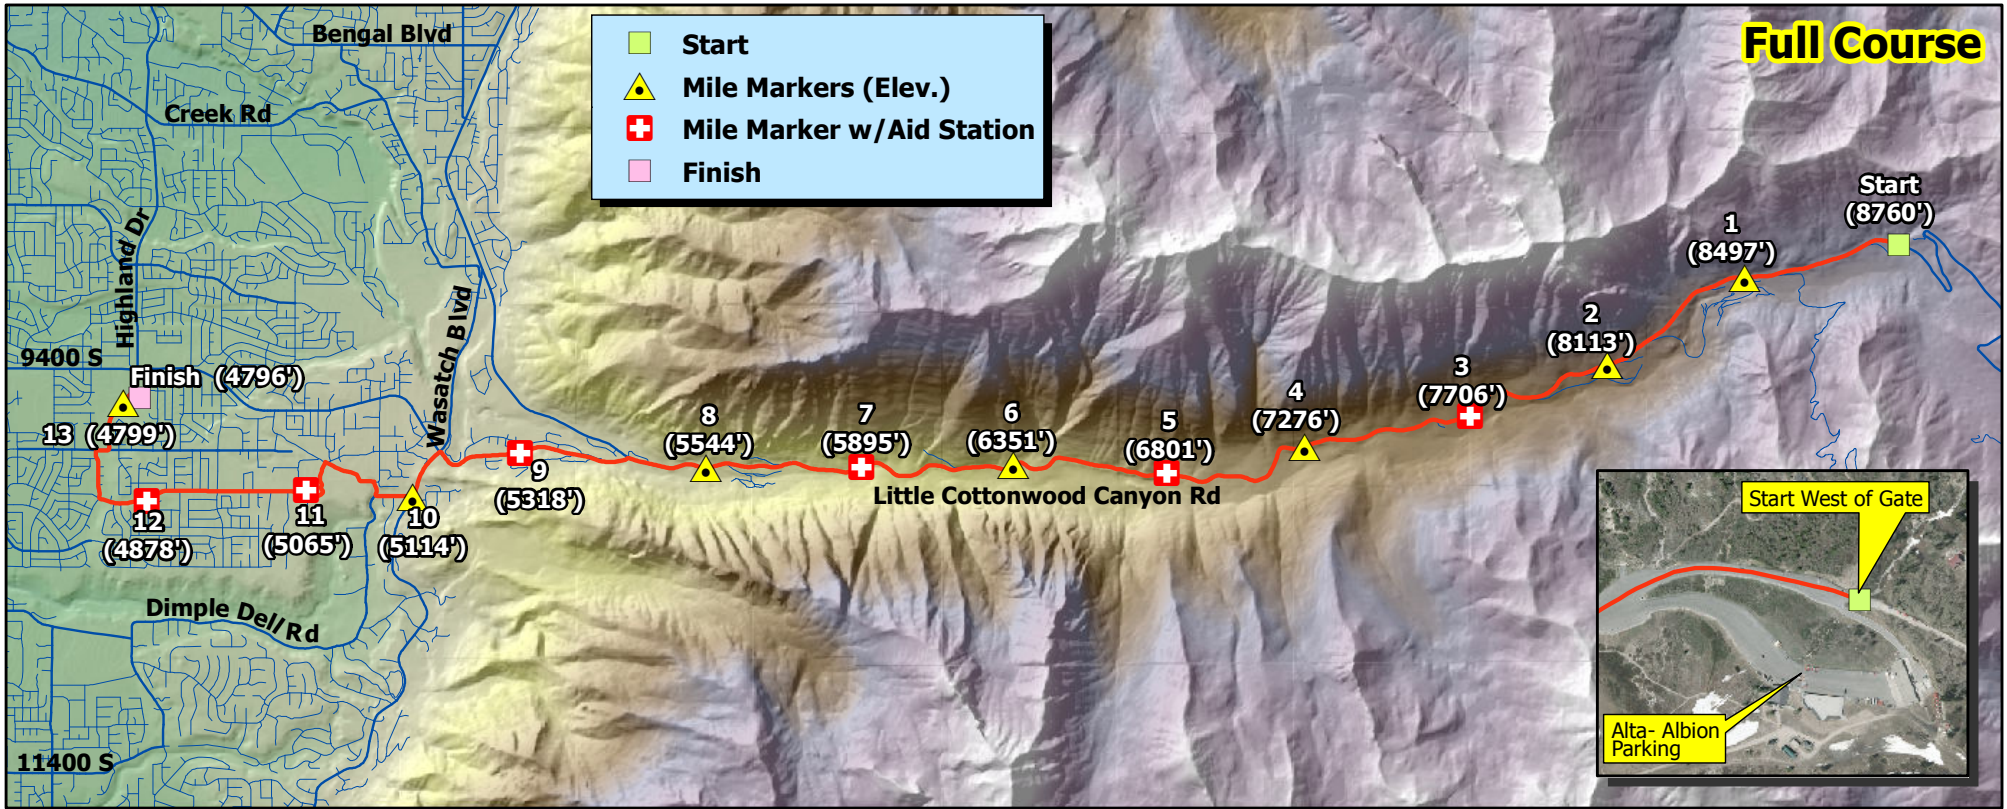 Full Course
Start
Mile Markers (Elev.)
Mile Marker w/Aid Station
Finish
Bengal Blvd
Creek Rd
Highland Dr
Wasatch Blvd
9400 S
Start
(8760')
1
(8497')
2
(8113')
3
(7706')
4
(7276')
5
(6801')
6
(6351')
7
(5895')
8
(5544')
9
(5318')
10
(5114')
11
(5065')
12
(4878')
13 (4799')
Finish (4796')
Little Cottonwood Canyon Rd
Dimple Dell Rd
11400 S
Start West of Gate
Alta- Albion
Parking